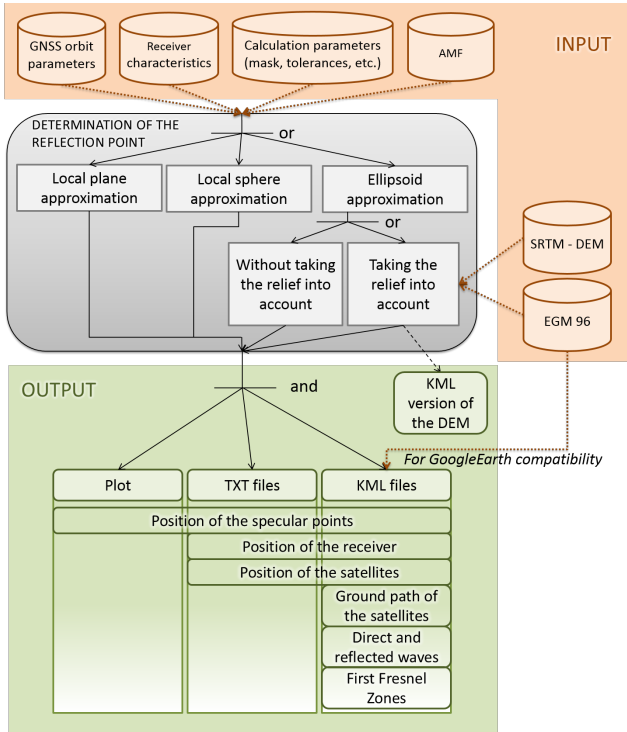 INPUT
GNSS orbit
parameters
Receiver
characteristics
Calculation parameters
(mask, tolerances, etc.)
AMF
DETERMINATION OF THE
REFLECTION POINT
or
Local plane
approximation
Local sphere
approximation
Ellipsoid
approximation
or
Without taking
the relief into
account
Taking the
relief into
account
SRTM - DEM
EGM 96
OUTPUT
and
KML
version of
the DEM
For GoogleEarth compatibility
Plot
TXT files
KML files
Position of the specular points
Position of the receiver
Position of the satellites
Ground path of
the satellites
Direct and
reflected waves
First Fresnel
Zones